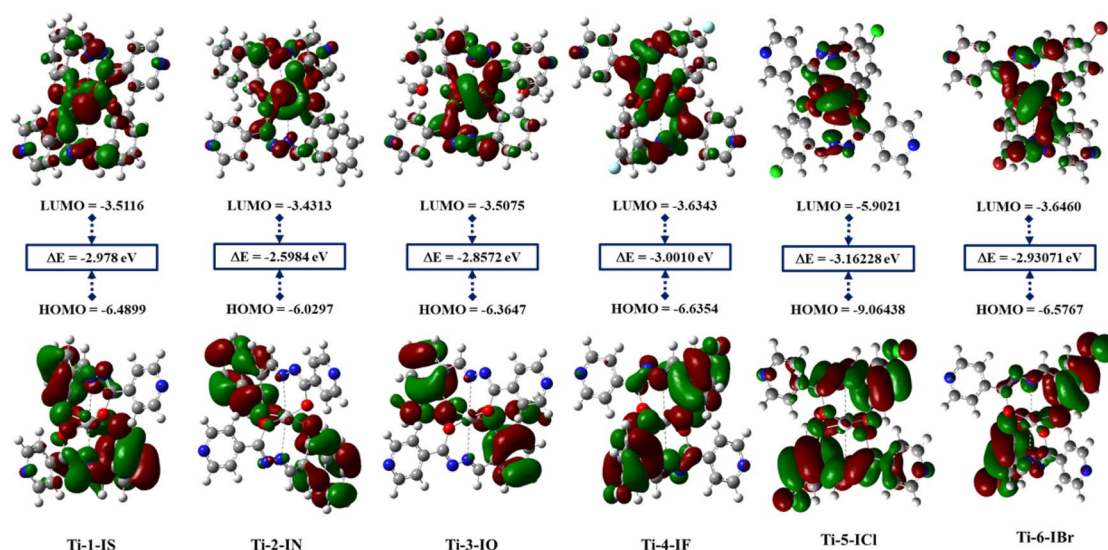 LUMO = -3.5116 LUMO = -3.4313 LUMO = -3.5075 LUMO = -3.6343 LUMO = -5.9021 LUMO = -3.6460
ΔE = -2.978 eV ΔE = -2.5984 eV ΔE = -2.8572 eV ΔE = -3.0010 eV ΔE = -3.16228 eV ΔE = -2.93071 eV
HOMO = -6.4899 HOMO = -6.0297 HOMO = -6.3647 HOMO = -6.6354 HOMO = -9.06438 HOMO = -6.5767
Ti-1-IS Ti-2-IN Ti-3-IO Ti-4-IF Ti-5-ICl Ti-6-IBr